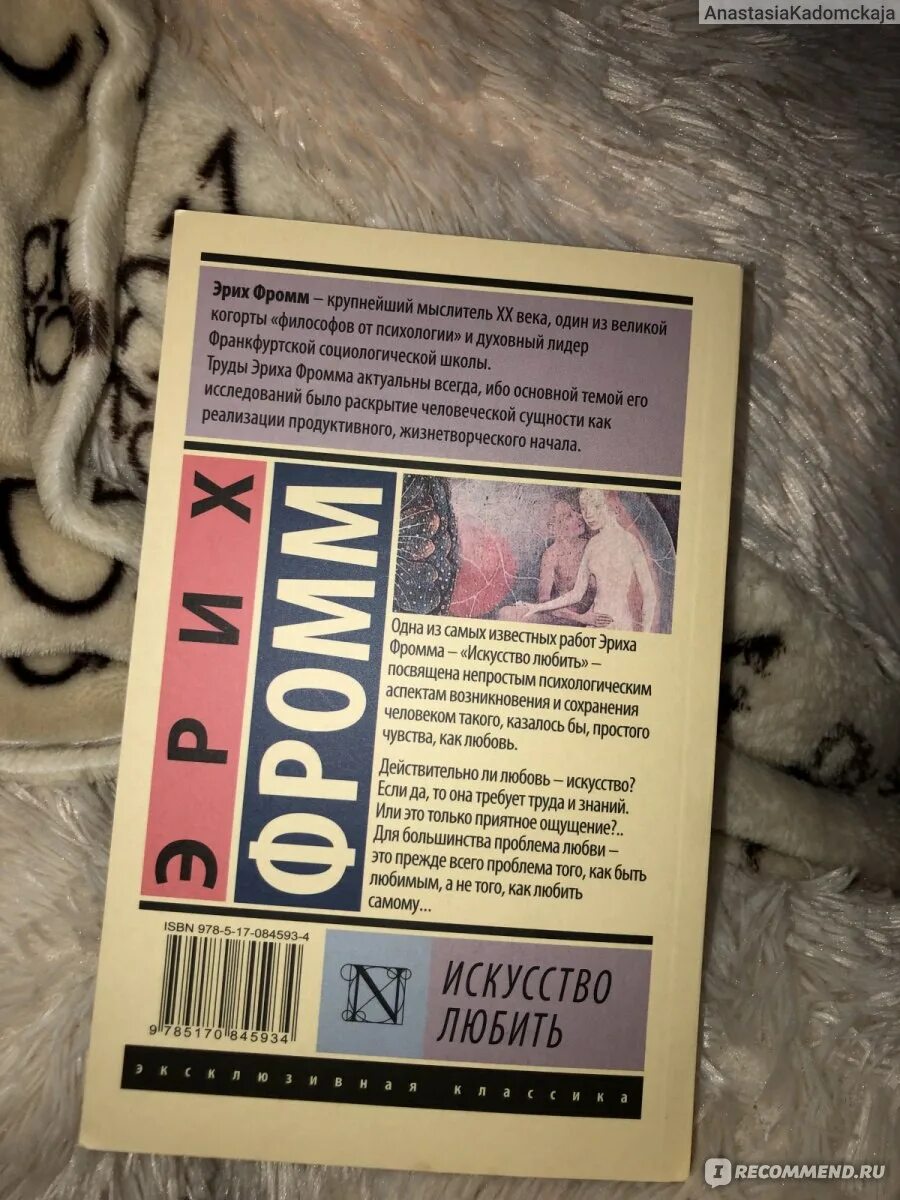 AnastasiaKadomckaja
Эрих Фромм – крупнейший мыслитель XX века, один из великой
когорты «философов от психологии» и духовный лидер
Франкфуртской социологической школы.
Труды Эриха Фромма актуальны всегда, ибо основной темой его
исследований было раскрытие человеческой сущности как
реализации продуктивного, жизнетворческого начала.
ЭРИХ
ФРОММ
Одна из самых известных работ Эриха
Фромма – «Искусство любить» –
посвящена непростым психологическим
аспектам возникновения и сохранения
человеком такого, казалось бы, простого
чувства, как любовь.
Действительно ли любовь – искусство?
Если да, то она требует труда и знаний.
Или это только приятное ощущение?..
Для большинства проблема любви –
это прежде всего проблема того, как быть
любимым, а не того, как любить
самому...
ISBN 978-5-17-084593-4
9 785170 845934
N
ИСКУССТВО
ЛЮБИТЬ
эксклюзивная классика
IRECOMMEND.RU